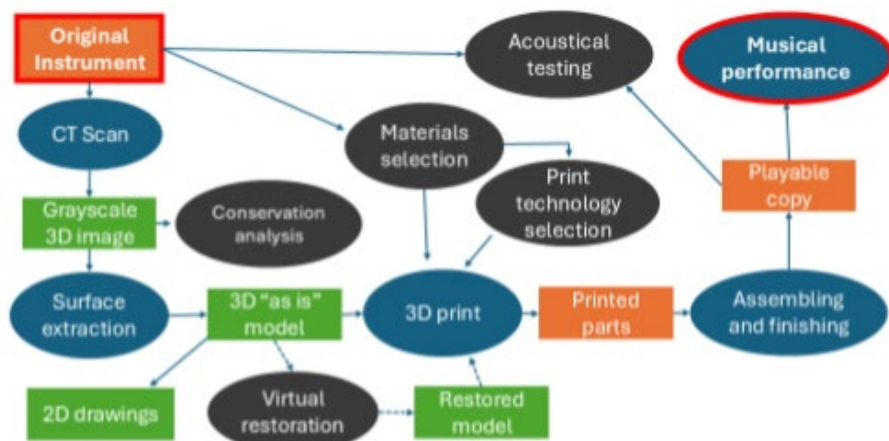 Original
Instrument
Acoustical
testing
Musical
performance
CT Scan
Materials
selection
Print
technology
selection
Playable
copy
Grayscale
3D image
Conservation
analysis
Surface
extraction
3D “as is”
model
3D print
Printed
parts
Assembling
and finishing
2D drawings
Virtual
restoration
Restored
model